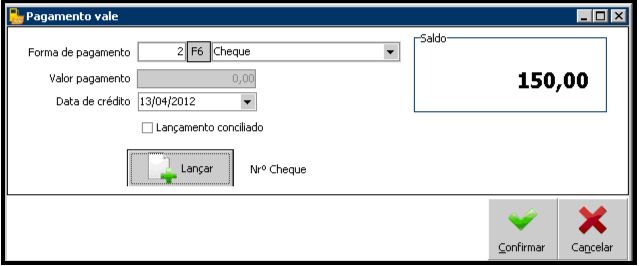 Pagamento vale
Forma de pagamento 2 F6 Cheque
Saldo
150,00
Valor pagamento 0,00
Data de crédito 13/04/2012
Lançamento conciliado
Lançar Nrº Cheque
Confirmar Cancelar